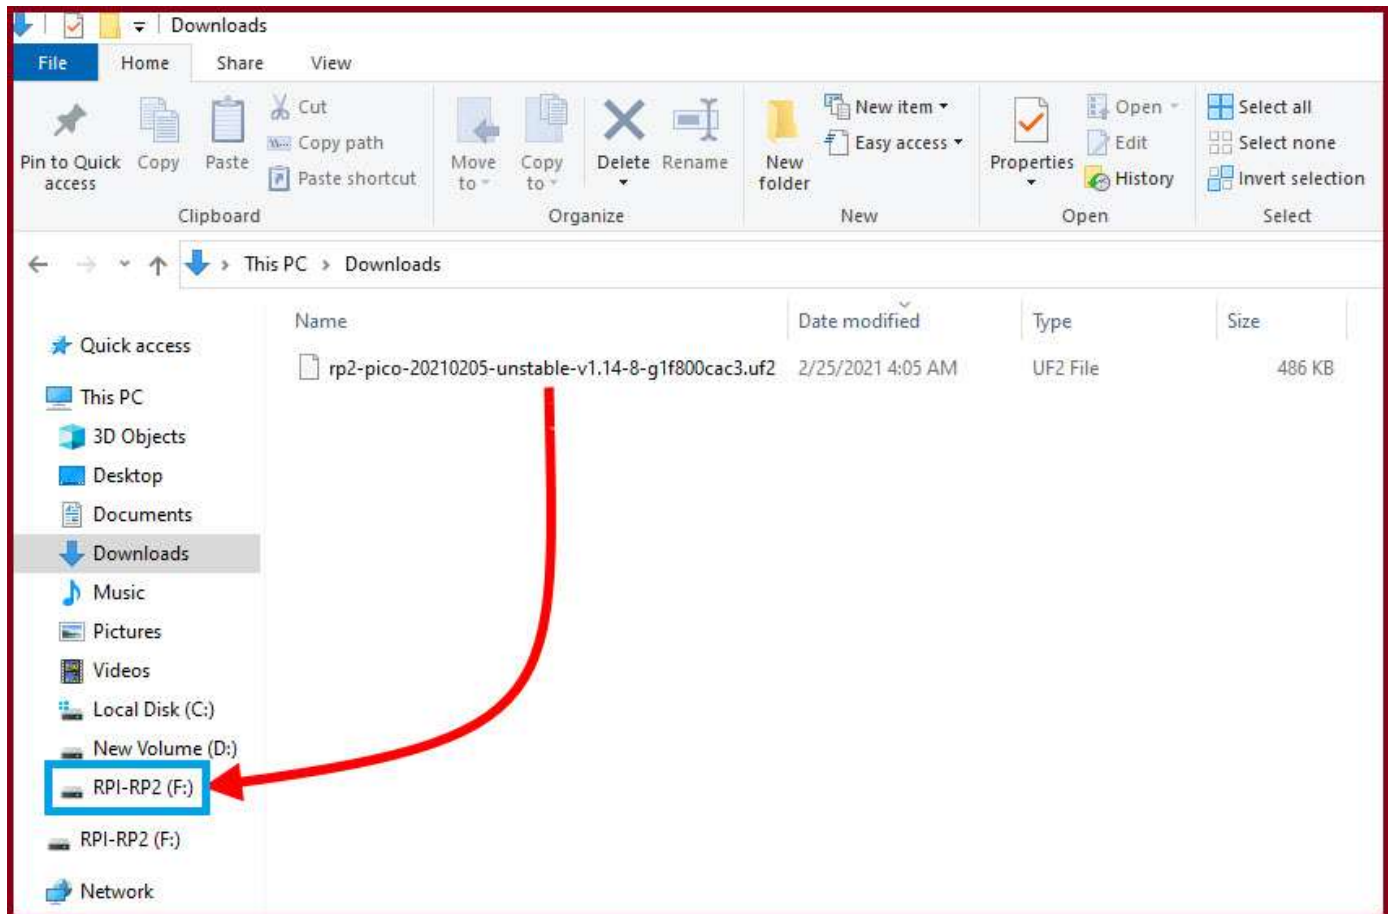 Downloads
File Home Share View
Pin to Quick access
Copy
Paste
Cut
Copy path
Paste shortcut
Clipboard
Move to
Copy to
Delete
Rename
Organize
New folder
New item
Easy access
New
Properties
Open
Edit
History
Open
Select all
Select none
Invert selection
Select
This PC > Downloads
Name Date modified Type Size
rp2-pico-20210205-unstable-v1.14-8-g1f800cac3.uf2 2/25/2021 4:05 AM UF2 File 486 KB
Quick access
This PC
3D Objects
Desktop
Documents
Downloads
Music
Pictures
Videos
Local Disk (C:)
New Volume (D:)
RPI-RP2 (F:)
RPI-RP2 (F:)
Network